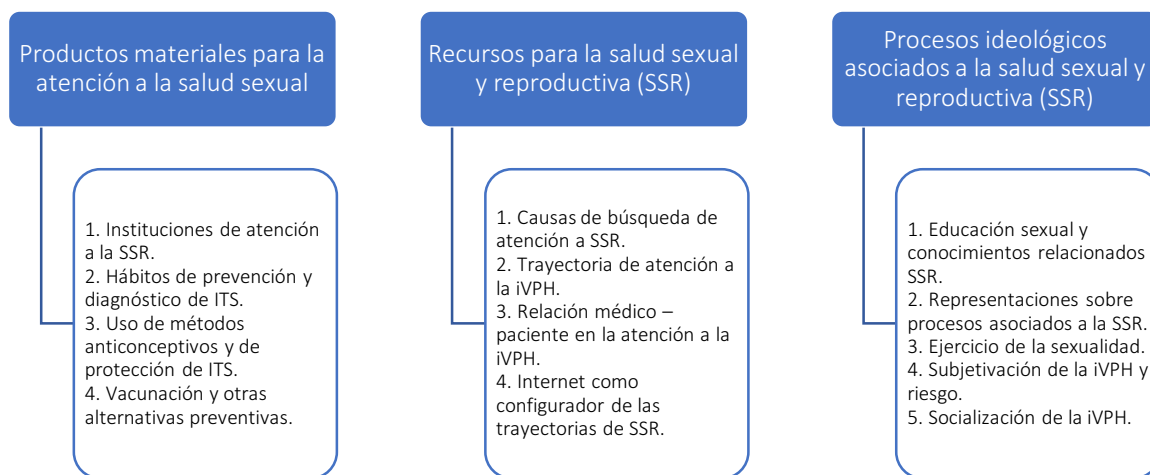 Productos materiales para la
atención a la salud sexual
1. Instituciones de atención
a la SSR.
2. Hábitos de prevención y
diagnóstico de ITS.
3. Uso de métodos
anticonceptivos y de
protección de ITS.
4. Vacunación y otras
alternativas preventivas.
Recursos para la salud sexual
y reproductiva (SSR)
1. Causas de búsqueda de
atención a SSR.
2. Trayectoria de atención a
la iVPH.
3. Relación médico –
paciente en la atención a la
iVPH.
4. Internet como
configurador de las
trayectorias de SSR.
Procesos ideológicos
asociados a la salud sexual y
reproductiva (SSR)
1. Educación sexual y
conocimientos relacionados
SSR.
2. Representaciones sobre
procesos asociados a la SSR.
3. Ejercicio de la sexualidad.
4. Subjetivación de la iVPH y
riesgo.
5. Socialización de la iVPH.